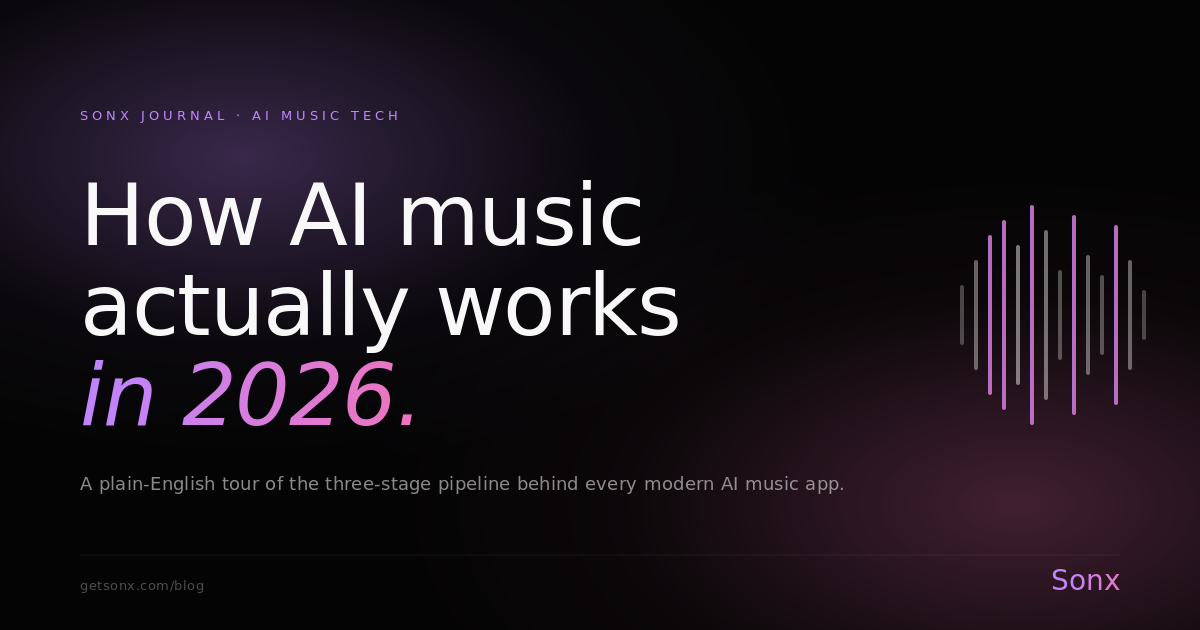 SONX JOURNAL · AI MUSIC TECH
How AI music
actually works
in 2026.
A plain-English tour of the three-stage pipeline behind every modern AI music app.
getsonx.com/blog
Sonx